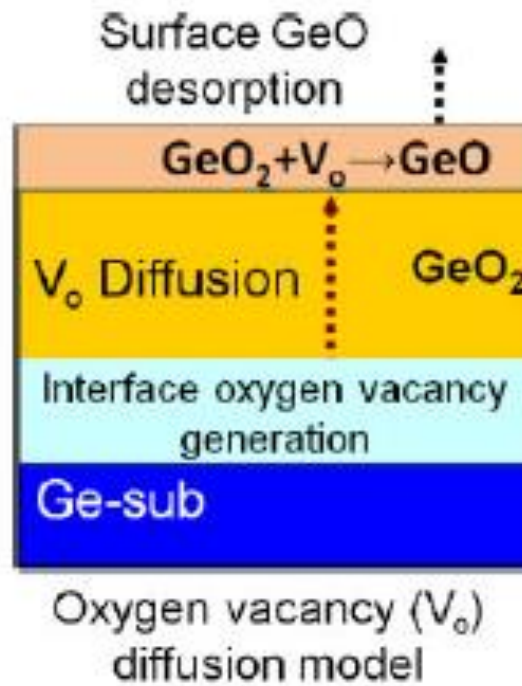 Surface GeO
desorption
GeO₂+Vₒ→GeO
Vₒ Diffusion
GeO₂
Interface oxygen vacancy
generation
Ge-sub
Oxygen vacancy (Vₒ)
diffusion model